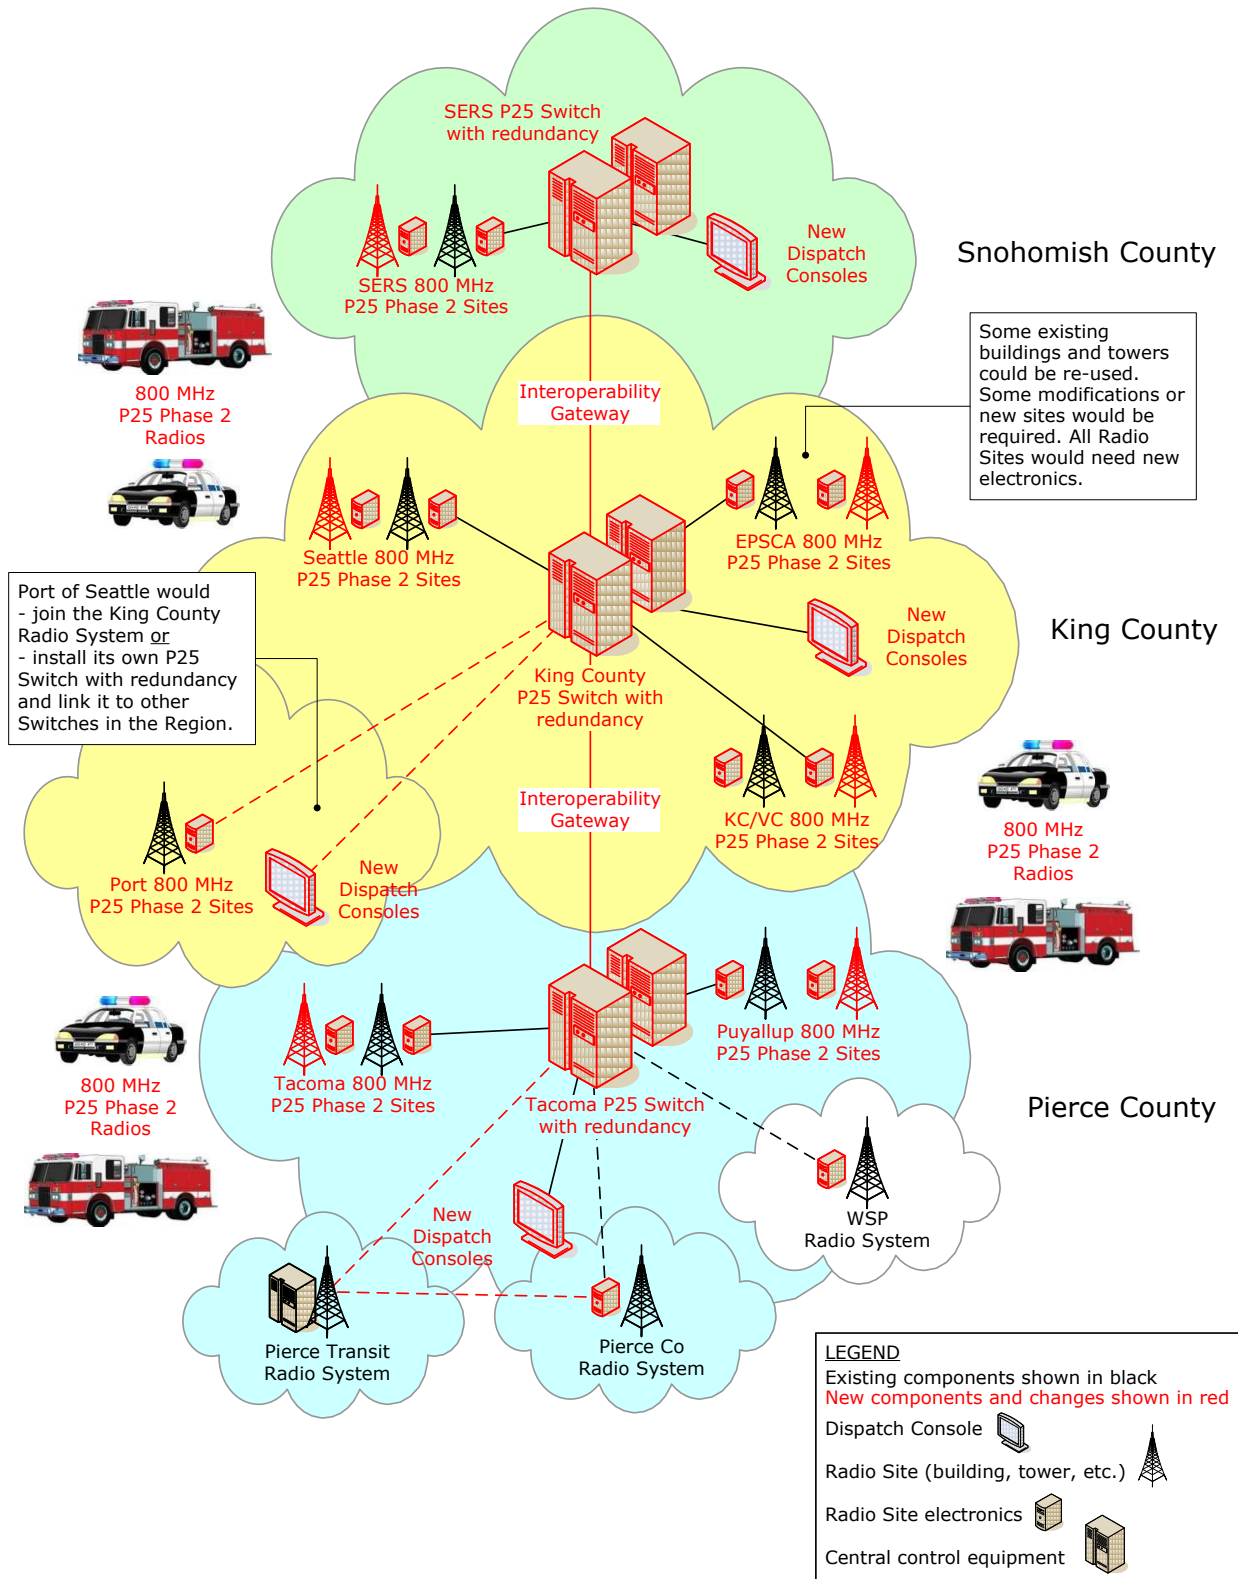 SERS P25 Switch
with redundancy
New
Dispatch
Consoles
SERS 800 MHz
P25 Phase 2 Sites
Snohomish County
800 MHz
P25 Phase 2
Radios
Interoperability
Gateway
Some existing
buildings and towers
could be re-used.
Some modifications or
new sites would be
required. All Radio
Sites would need new
electronics.
Seattle 800 MHz
P25 Phase 2 Sites
EPSCA 800 MHz
P25 Phase 2 Sites
Port of Seattle would
- join the King County
Radio System or
- install its own P25
Switch with redundancy
and link it to other
Switches in the Region.
New
Dispatch
Consoles
King County
King County
P25 Switch with
redundancy
Interoperability
Gateway
KC/VC 800 MHz
P25 Phase 2 Sites
800 MHz
P25 Phase 2
Radios
Port 800 MHz
P25 Phase 2 Sites
New
Dispatch
Consoles
Tacoma 800 MHz
P25 Phase 2 Sites
Puyallup 800 MHz
P25 Phase 2 Sites
800 MHz
P25 Phase 2
Radios
Tacoma P25 Switch
with redundancy
Pierce County
New
Dispatch
Consoles
WSP
Radio System
Pierce Transit
Radio System
Pierce Co
Radio System
LEGEND
Existing components shown in black
New components and changes shown in red
Dispatch Console
Radio Site (building, tower, etc.)
Radio Site electronics
Central control equipment